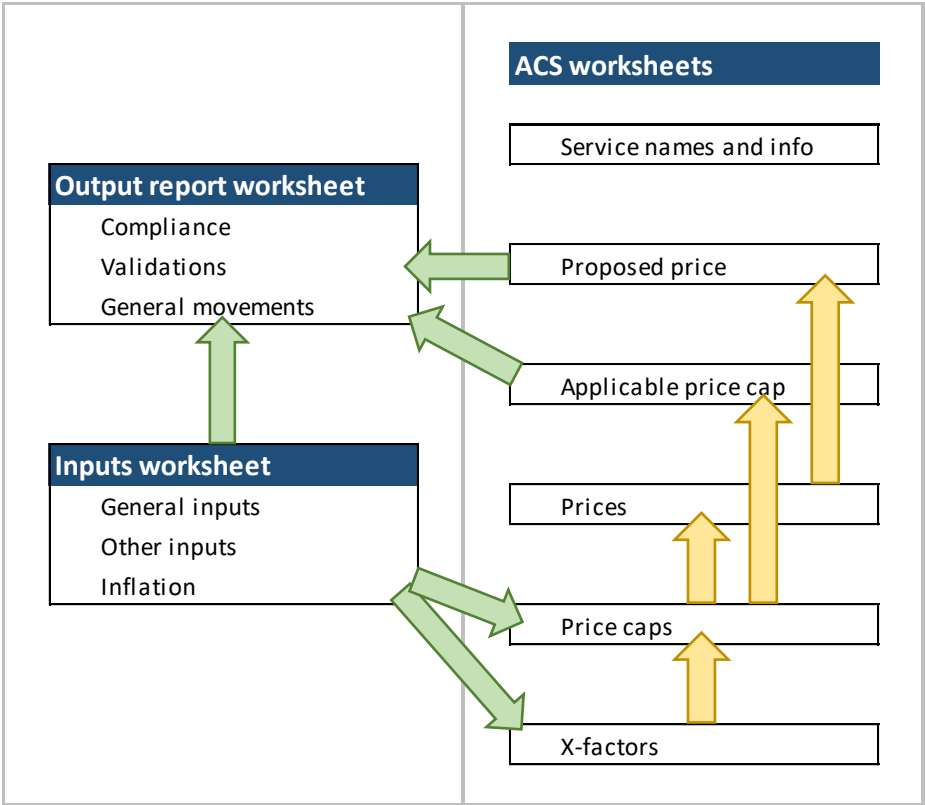 Output report worksheet
Compliance
Validations
General movements
Inputs worksheet
General inputs
Other inputs
Inflation
ACS worksheets
Service names and info
Proposed price
Applicable price cap
Prices
Price caps
X-factors